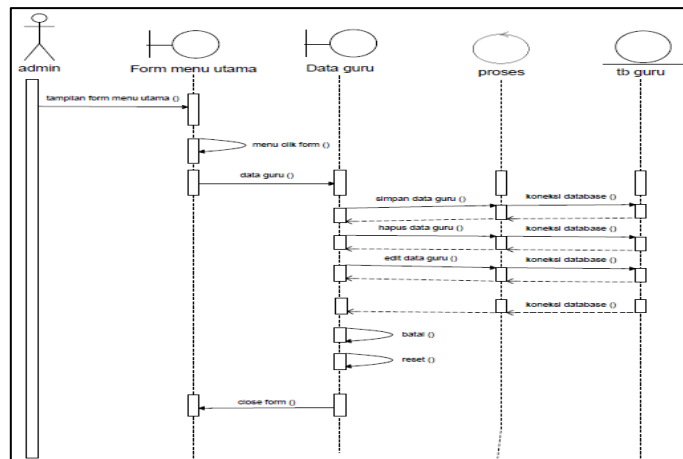 admin
Form menu utama
Data guru
proses
tb guru
tampilan form menu utama ()
menu clik form ()
data guru ()
simpan data guru ()
koneksi database ()
hapus data guru ()
koneksi database ()
edit data guru ()
koneksi database ()
koneksi database ()
batal ()
reset ()
close form ()